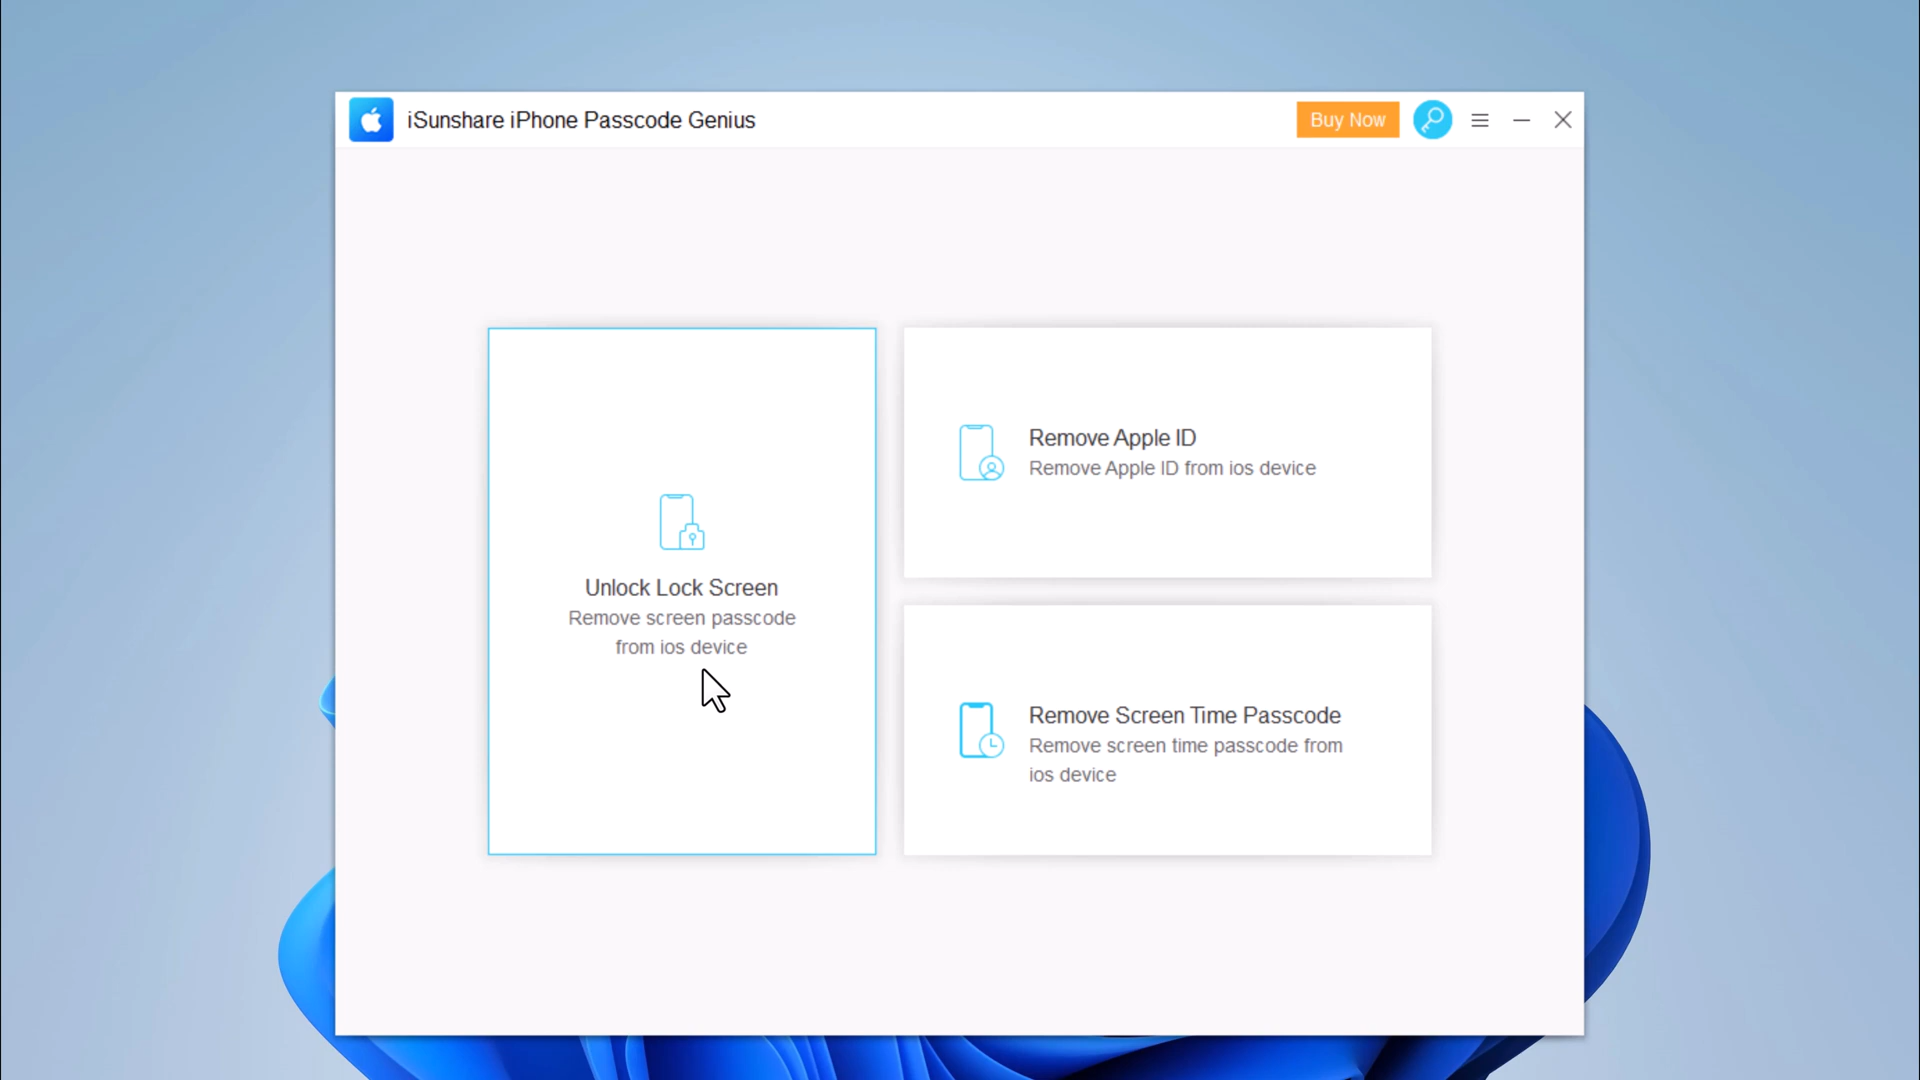 iSunshare iPhone Passcode Genius
Buy Now
Unlock Lock Screen
Remove screen passcode
from ios device
Remove Apple ID
Remove Apple ID from ios device
Remove Screen Time Passcode
Remove screen time passcode from
ios device